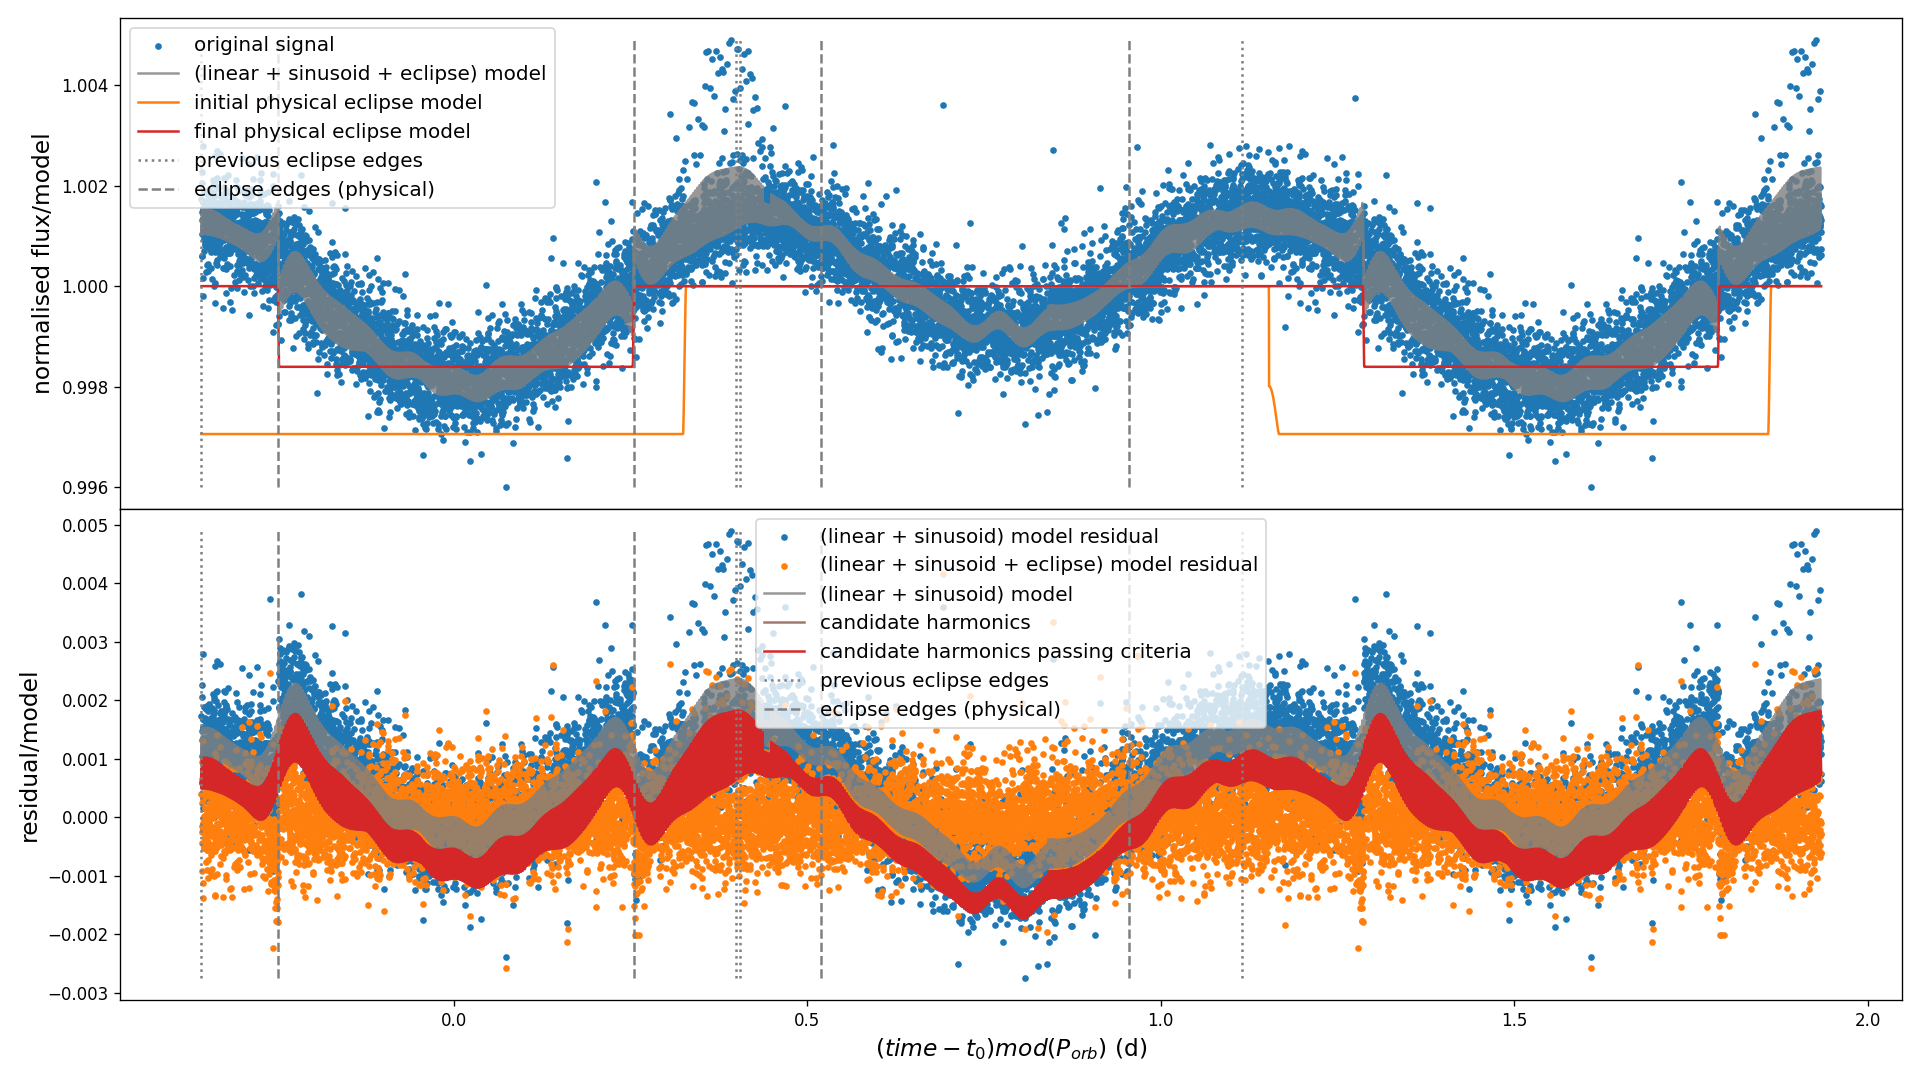 original signal
(linear + sinusoid + eclipse) model
initial physical eclipse model
final physical eclipse model
previous eclipse edges
eclipse edges (physical)
normalised flux/model
1.004
1.002
1.000
0.998
0.996
(linear + sinusoid) model residual
(linear + sinusoid + eclipse) model residual
(linear + sinusoid) model
candidate harmonics
candidate harmonics passing criteria
previous eclipse edges
eclipse edges (physical)
residual/model
0.005
0.004
0.003
0.002
0.001
0.000
−0.001
−0.002
−0.003
0.0 0.5 1.0 1.5 2.0
(time − t₀)mod(P_orb) (d)